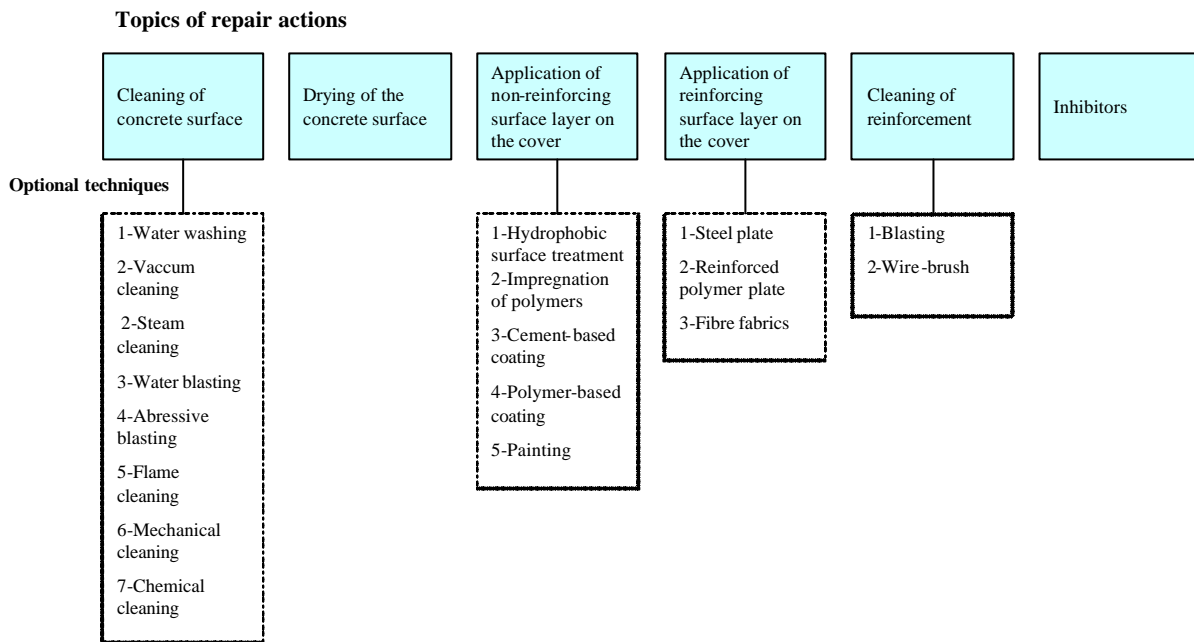 Topics of repair actions
Cleaning of
concrete surface
Drying of the
concrete surface
Application of
non-reinforcing
surface layer on
the cover
Application of
reinforcing
surface layer on
the cover
Cleaning of
reinforcement
Inhibitors
Optional techniques
1-Water washing
2-Vaccum
cleaning
2-Steam
cleaning
3-Water blasting
4-Abressive
blasting
5-Flame
cleaning
6-Mechanical
cleaning
7-Chemical
cleaning
1-Hydrophobic
surface treatment
2-Impregnation
of polymers
3-Cement-based
coating
4-Polymer-based
coating
5-Painting
1-Steel plate
2-Reinforced
polymer plate
3-Fibre fabrics
1-Blasting
2-Wire-brush